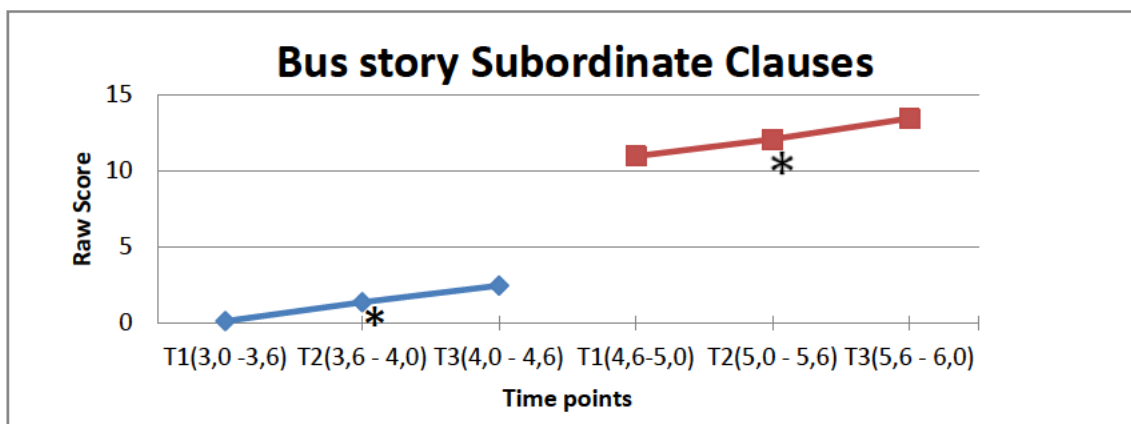 Bus story Subordinate Clauses
15
10
5
0
Raw Score
*
*
T1(3,0 -3,6) T2(3,6 - 4,0) T3(4,0 - 4,6) T1(4,6-5,0) T2(5,0 - 5,6) T3(5,6 - 6,0)
Time points